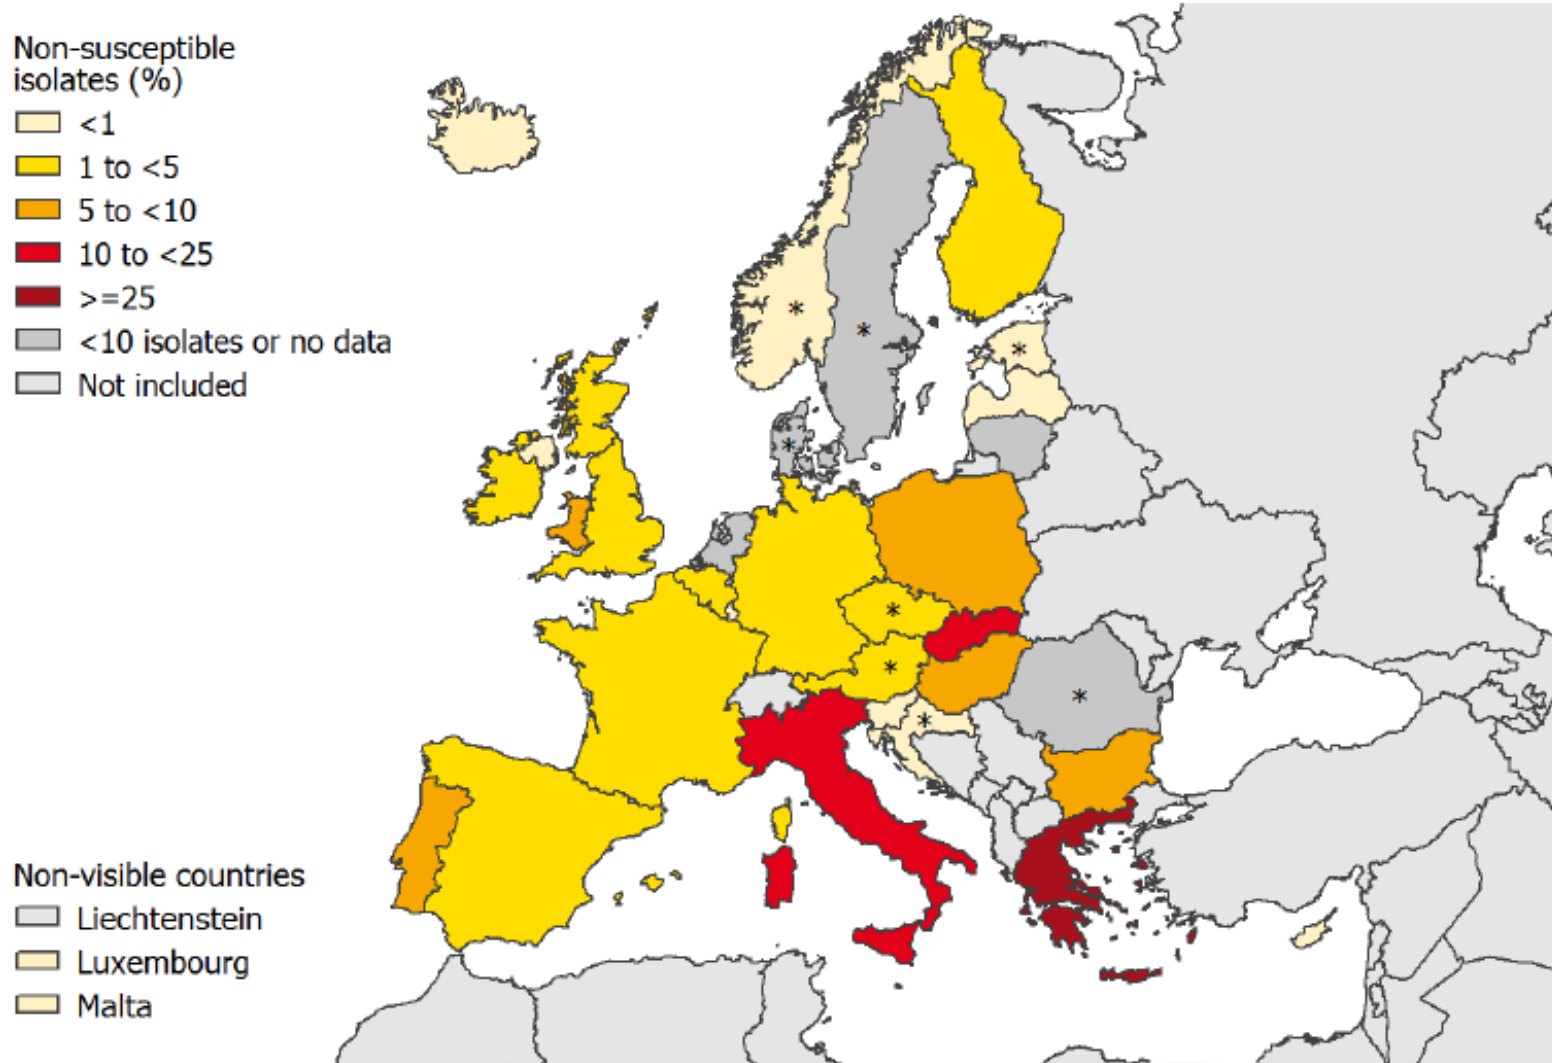 Non-susceptible
isolates (%)
<1
1 to <5
5 to <10
10 to <25
>=25
<10 isolates or no data
Not included
*
*
*
*
*
*
*
*
Non-visible countries
Liechtenstein
Luxembourg
Malta